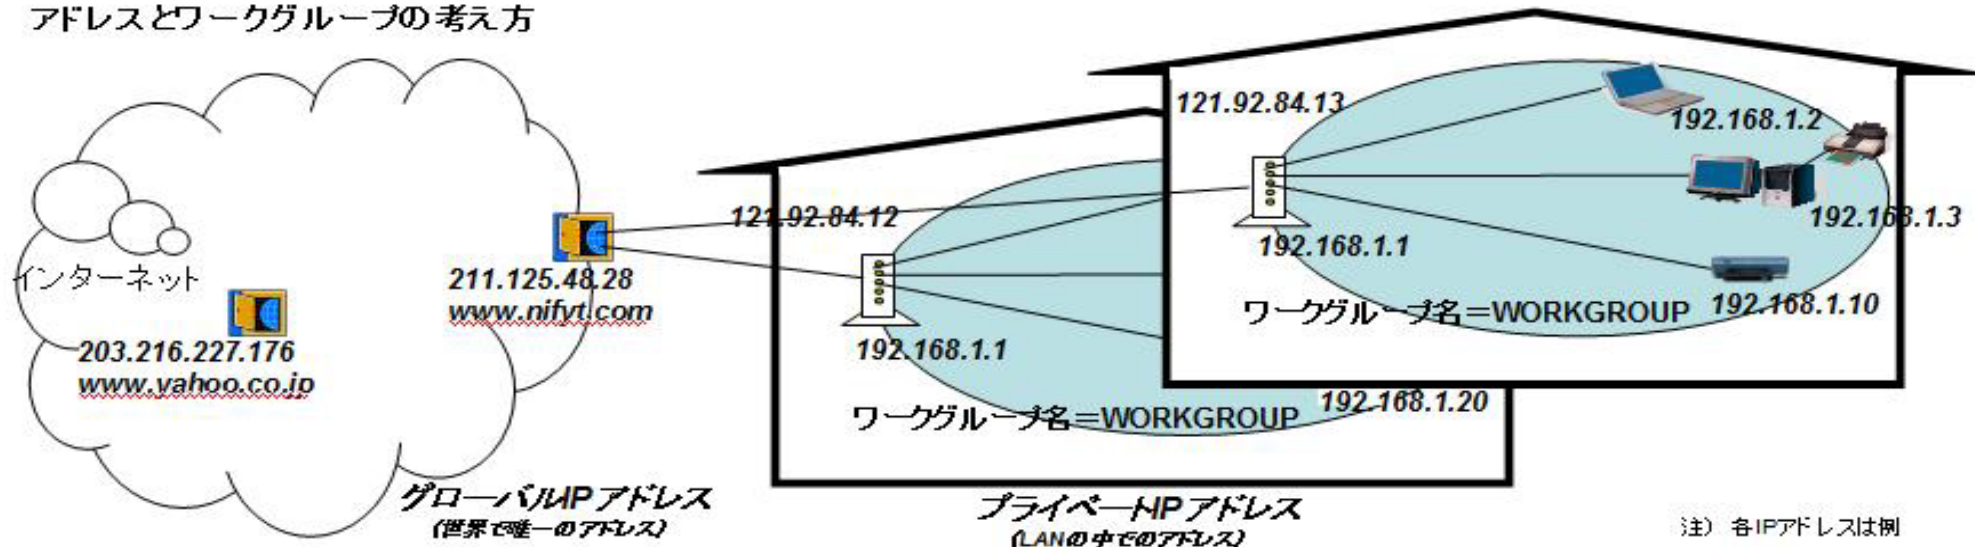 アドレスとワークグループの考え方
インターネット
203.216.227.176
www.yahoo.co.jp
211.125.48.28
www.nifyt.com
グローバルIPアドレス
(世界で唯一のアドレス)
121.92.84.12
192.168.1.1
ワークグループ名=WORKGROUP
192.168.1.20
プライベートIPアドレス
(LANの中でのアドレス)
121.92.84.13
192.168.1.1
192.168.1.2
192.168.1.3
192.168.1.10
ワークグループ名=WORKGROUP
注) 各IPアドレスは例